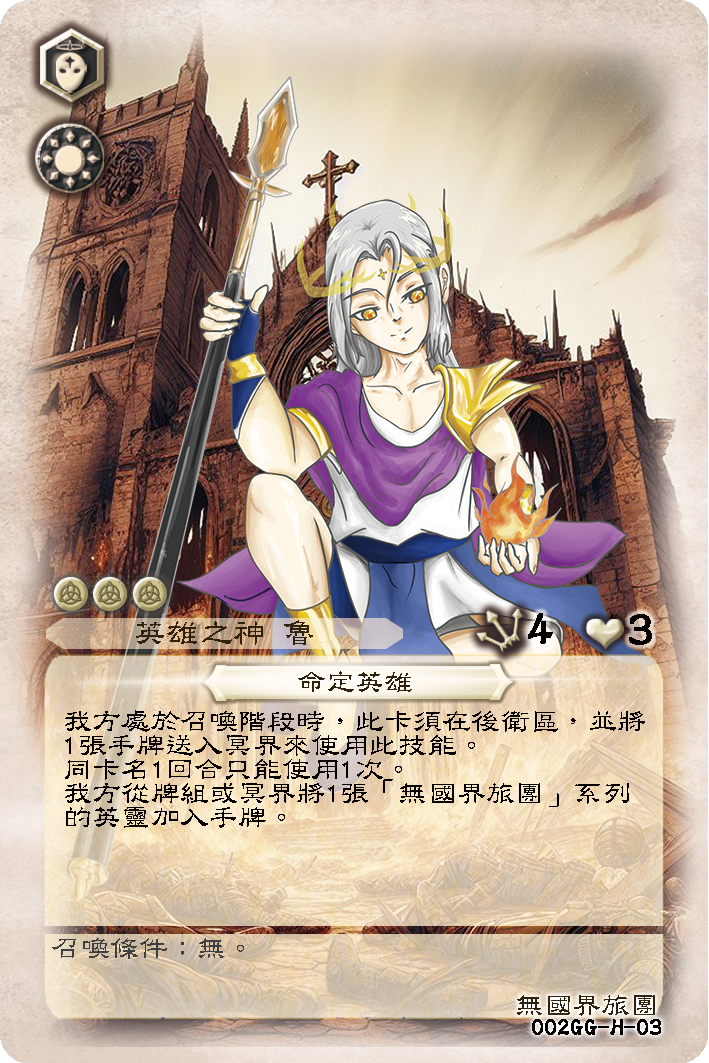 英雄之神 魯
4
3
命定英雄
我方處於召喚階段時，此卡須在後衛區，並將
1張手牌送入冥界來使用此技能。
同卡名1回合只能使用1次。
我方從牌組或冥界將1張「無國界旅團」系列
的英靈加入手牌。
召喚條件：無。
無國界旅團
002GG-H-03